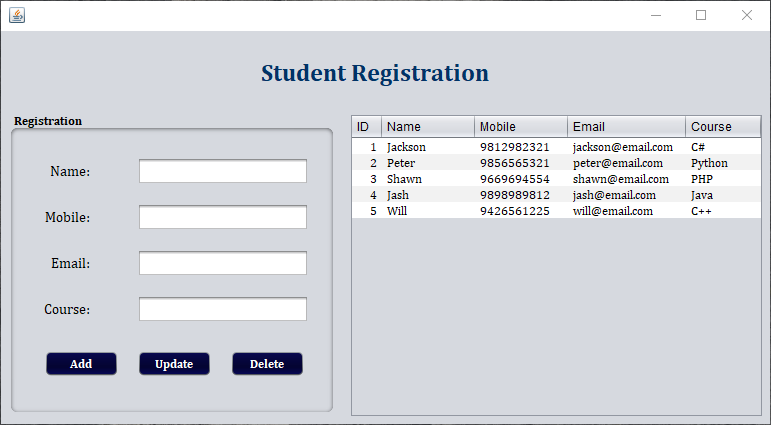 Student Registration
Registration
Name:
Mobile:
Email:
Course:
Add Update Delete
ID Name Mobile Email Course
1 Jackson 9812982321 jackson@email.com C#
2 Peter 9856565321 peter@email.com Python
3 Shawn 9669694554 shawn@email.com PHP
4 Jash 9898989812 jash@email.com Java
5 Will 9426561225 will@email.com C++